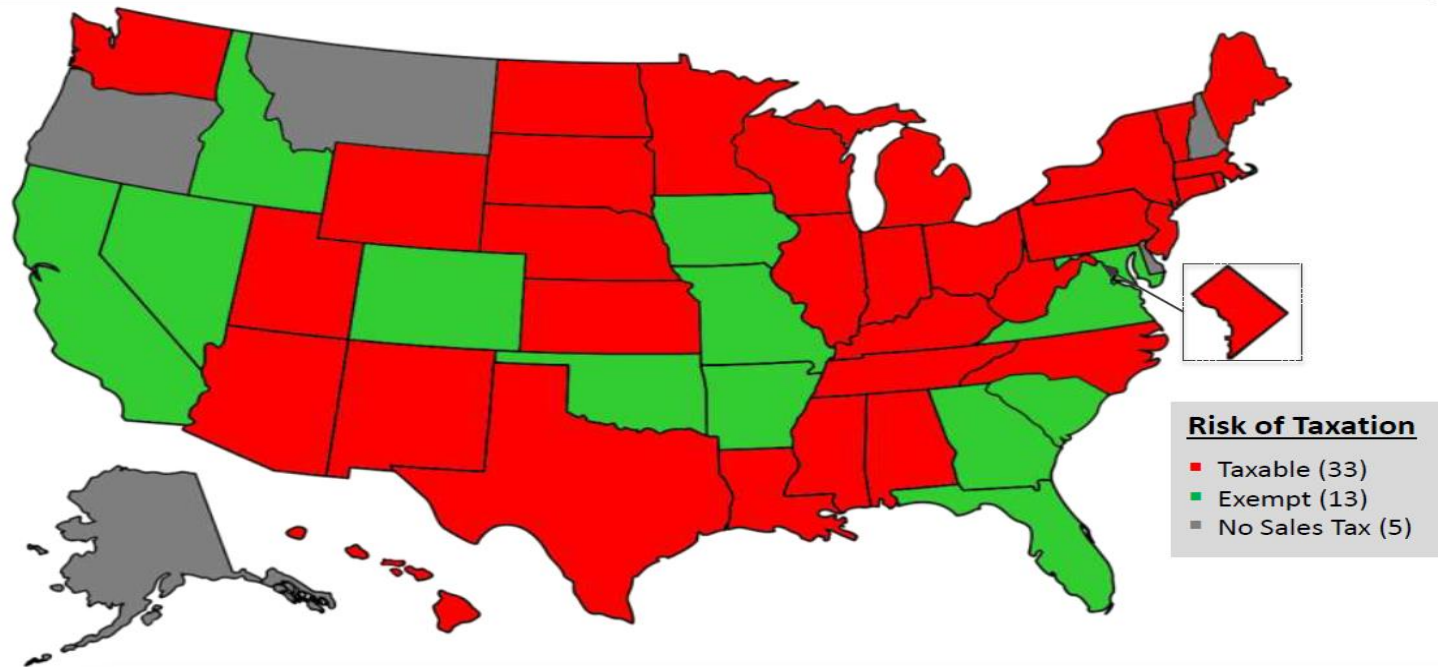 Risk of Taxation
Taxable (33)
Exempt (13)
No Sales Tax (5)